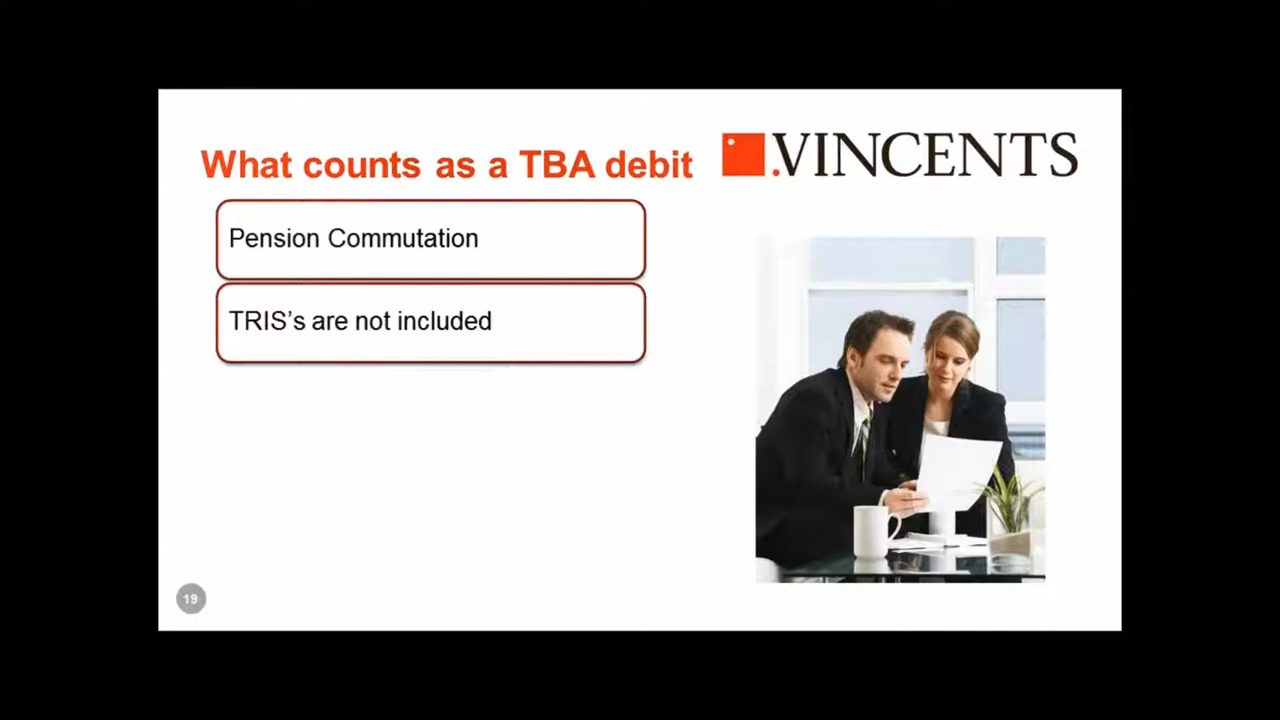 What counts as a TBA debit
.VINCENTS
Pension Commutation
TRIS's are not included
19